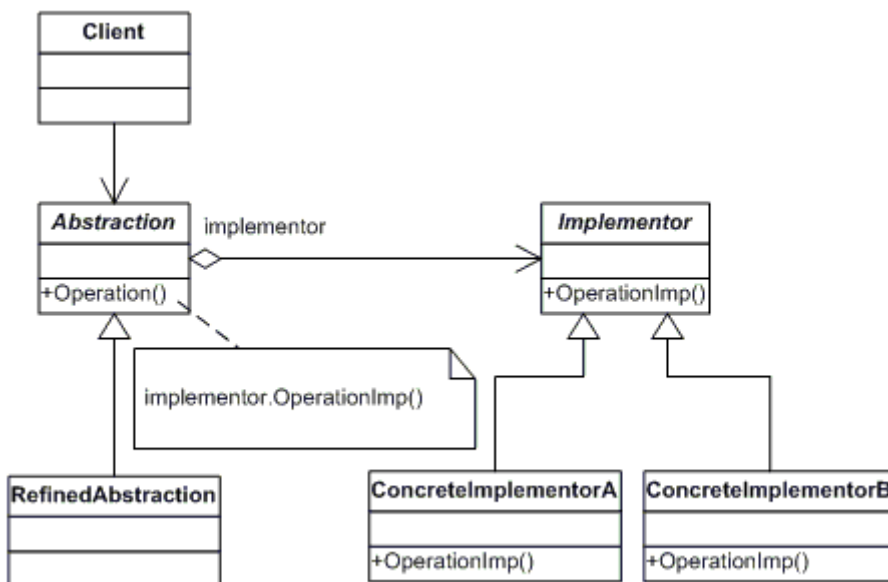 Client
Abstraction
implementor
Implementor
+Operation()
+OperationImp()
implementor.OperationImp()
RefinedAbstraction
ConcreteImplementorA
ConcreteImplementorB
+OperationImp()
+OperationImp()